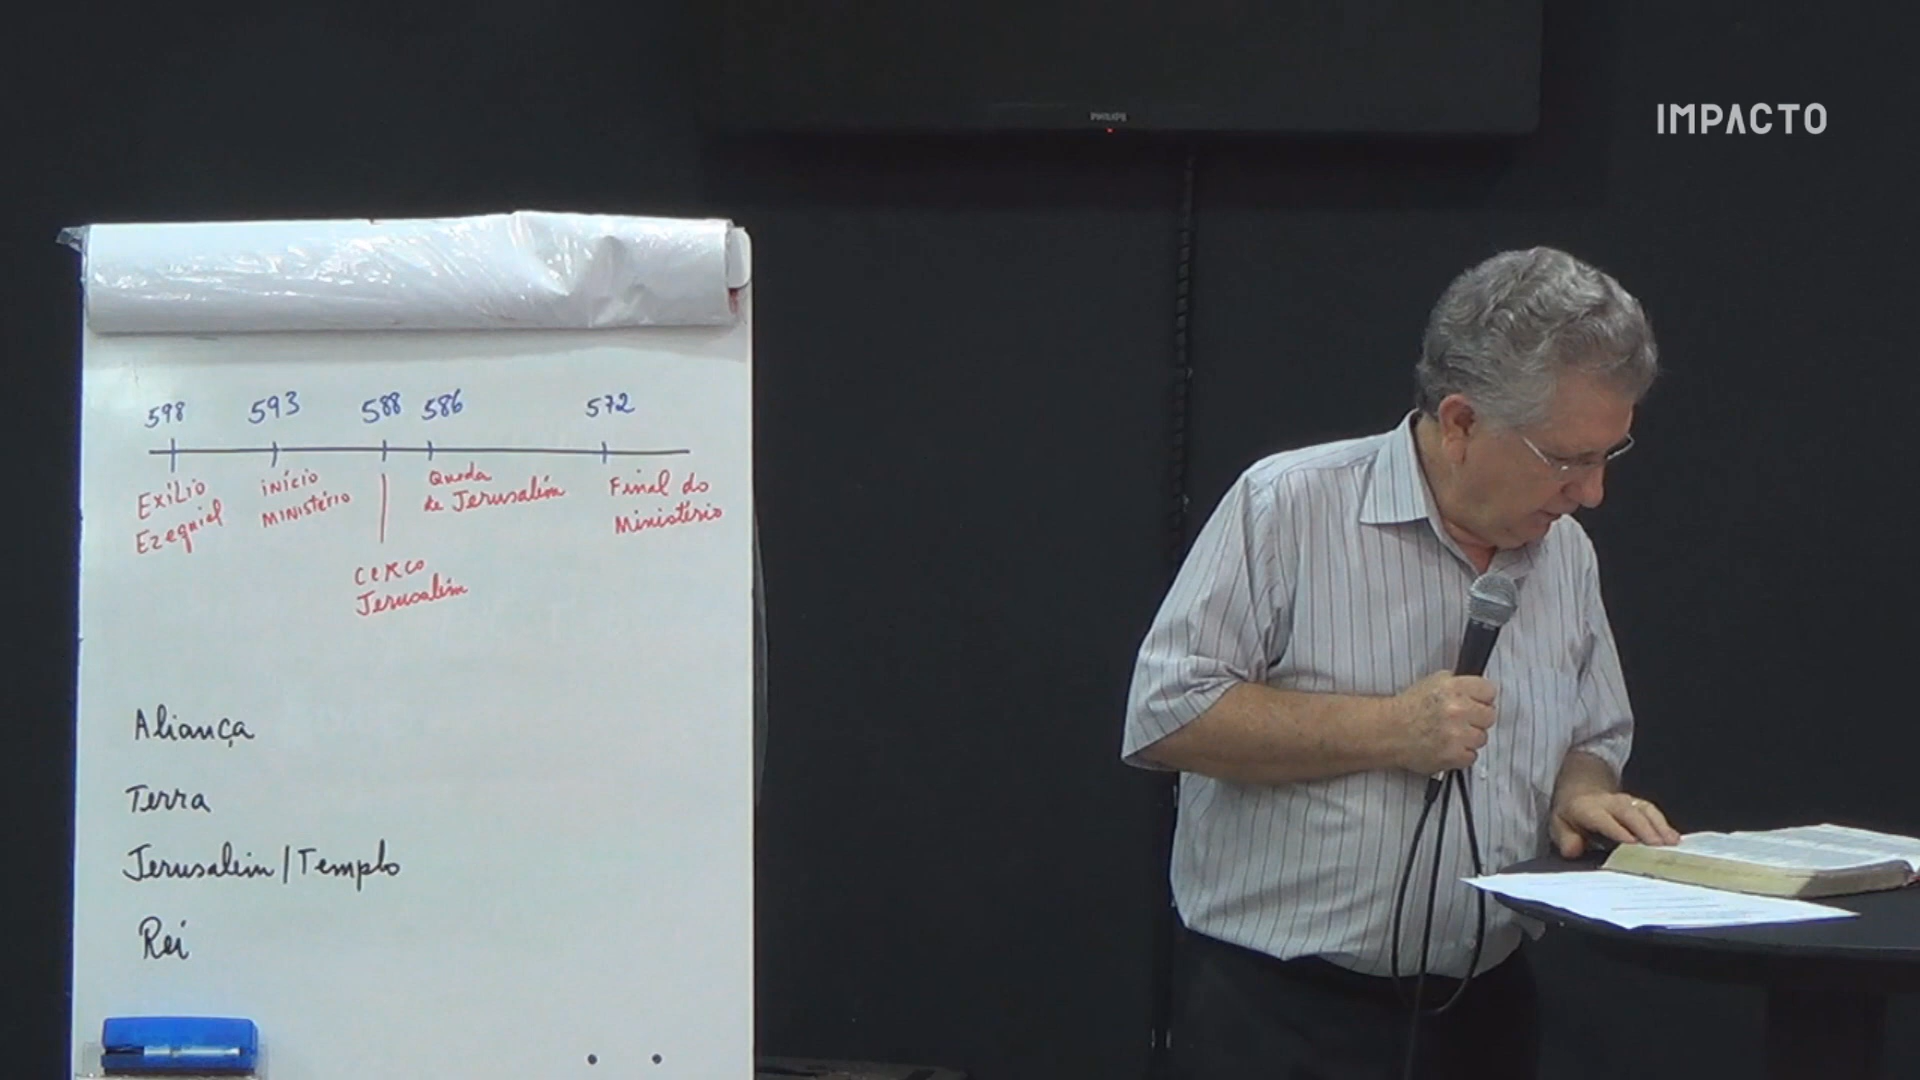 PHILIPS
IMPACTO
598 593 588 586 572
Exílio
Ezequiel
início
Ministério
Queda
de Jerusalém
Final do
Ministério
cerco
Jerusalém
Aliança
Terra
Jerusalém/Templo
Rei